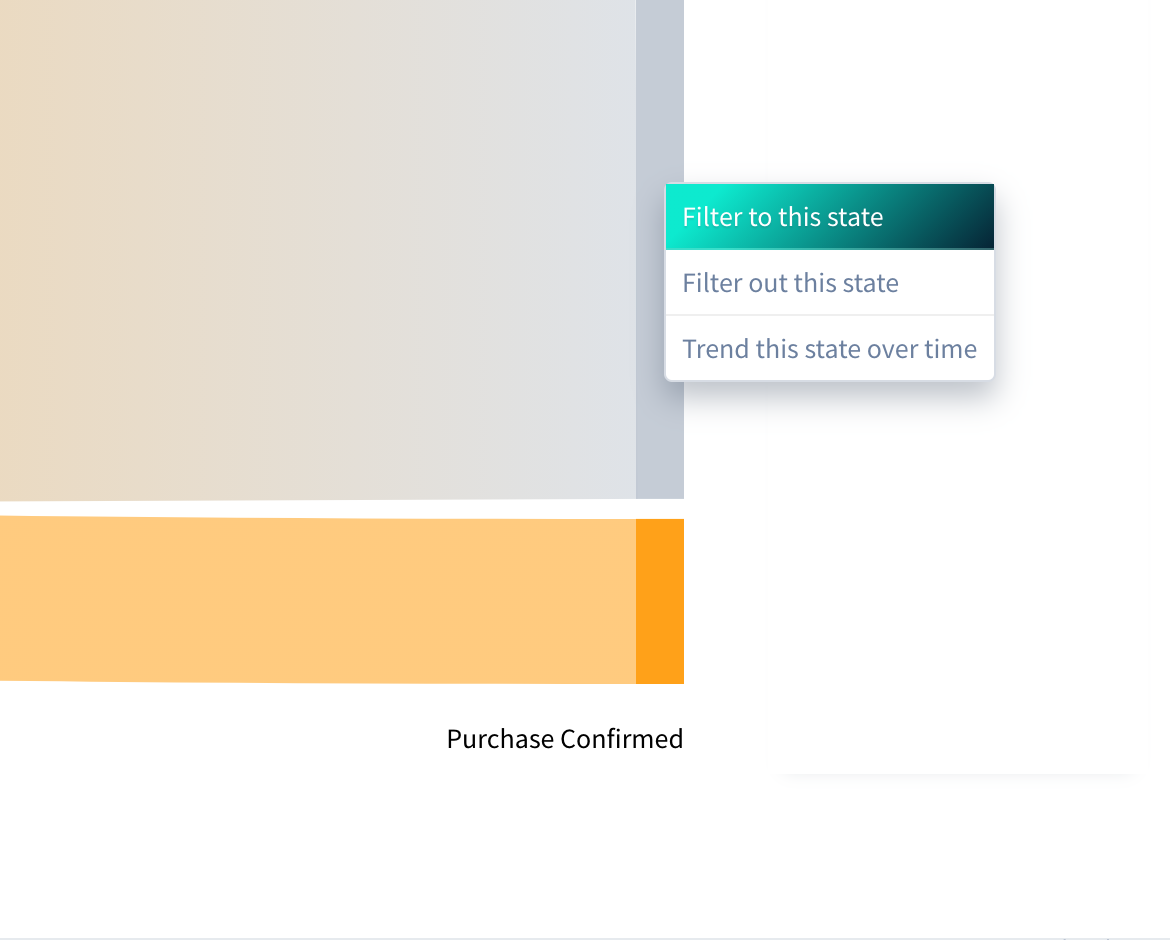 Filter to this state
Filter out this state
Trend this state over time
Purchase Confirmed